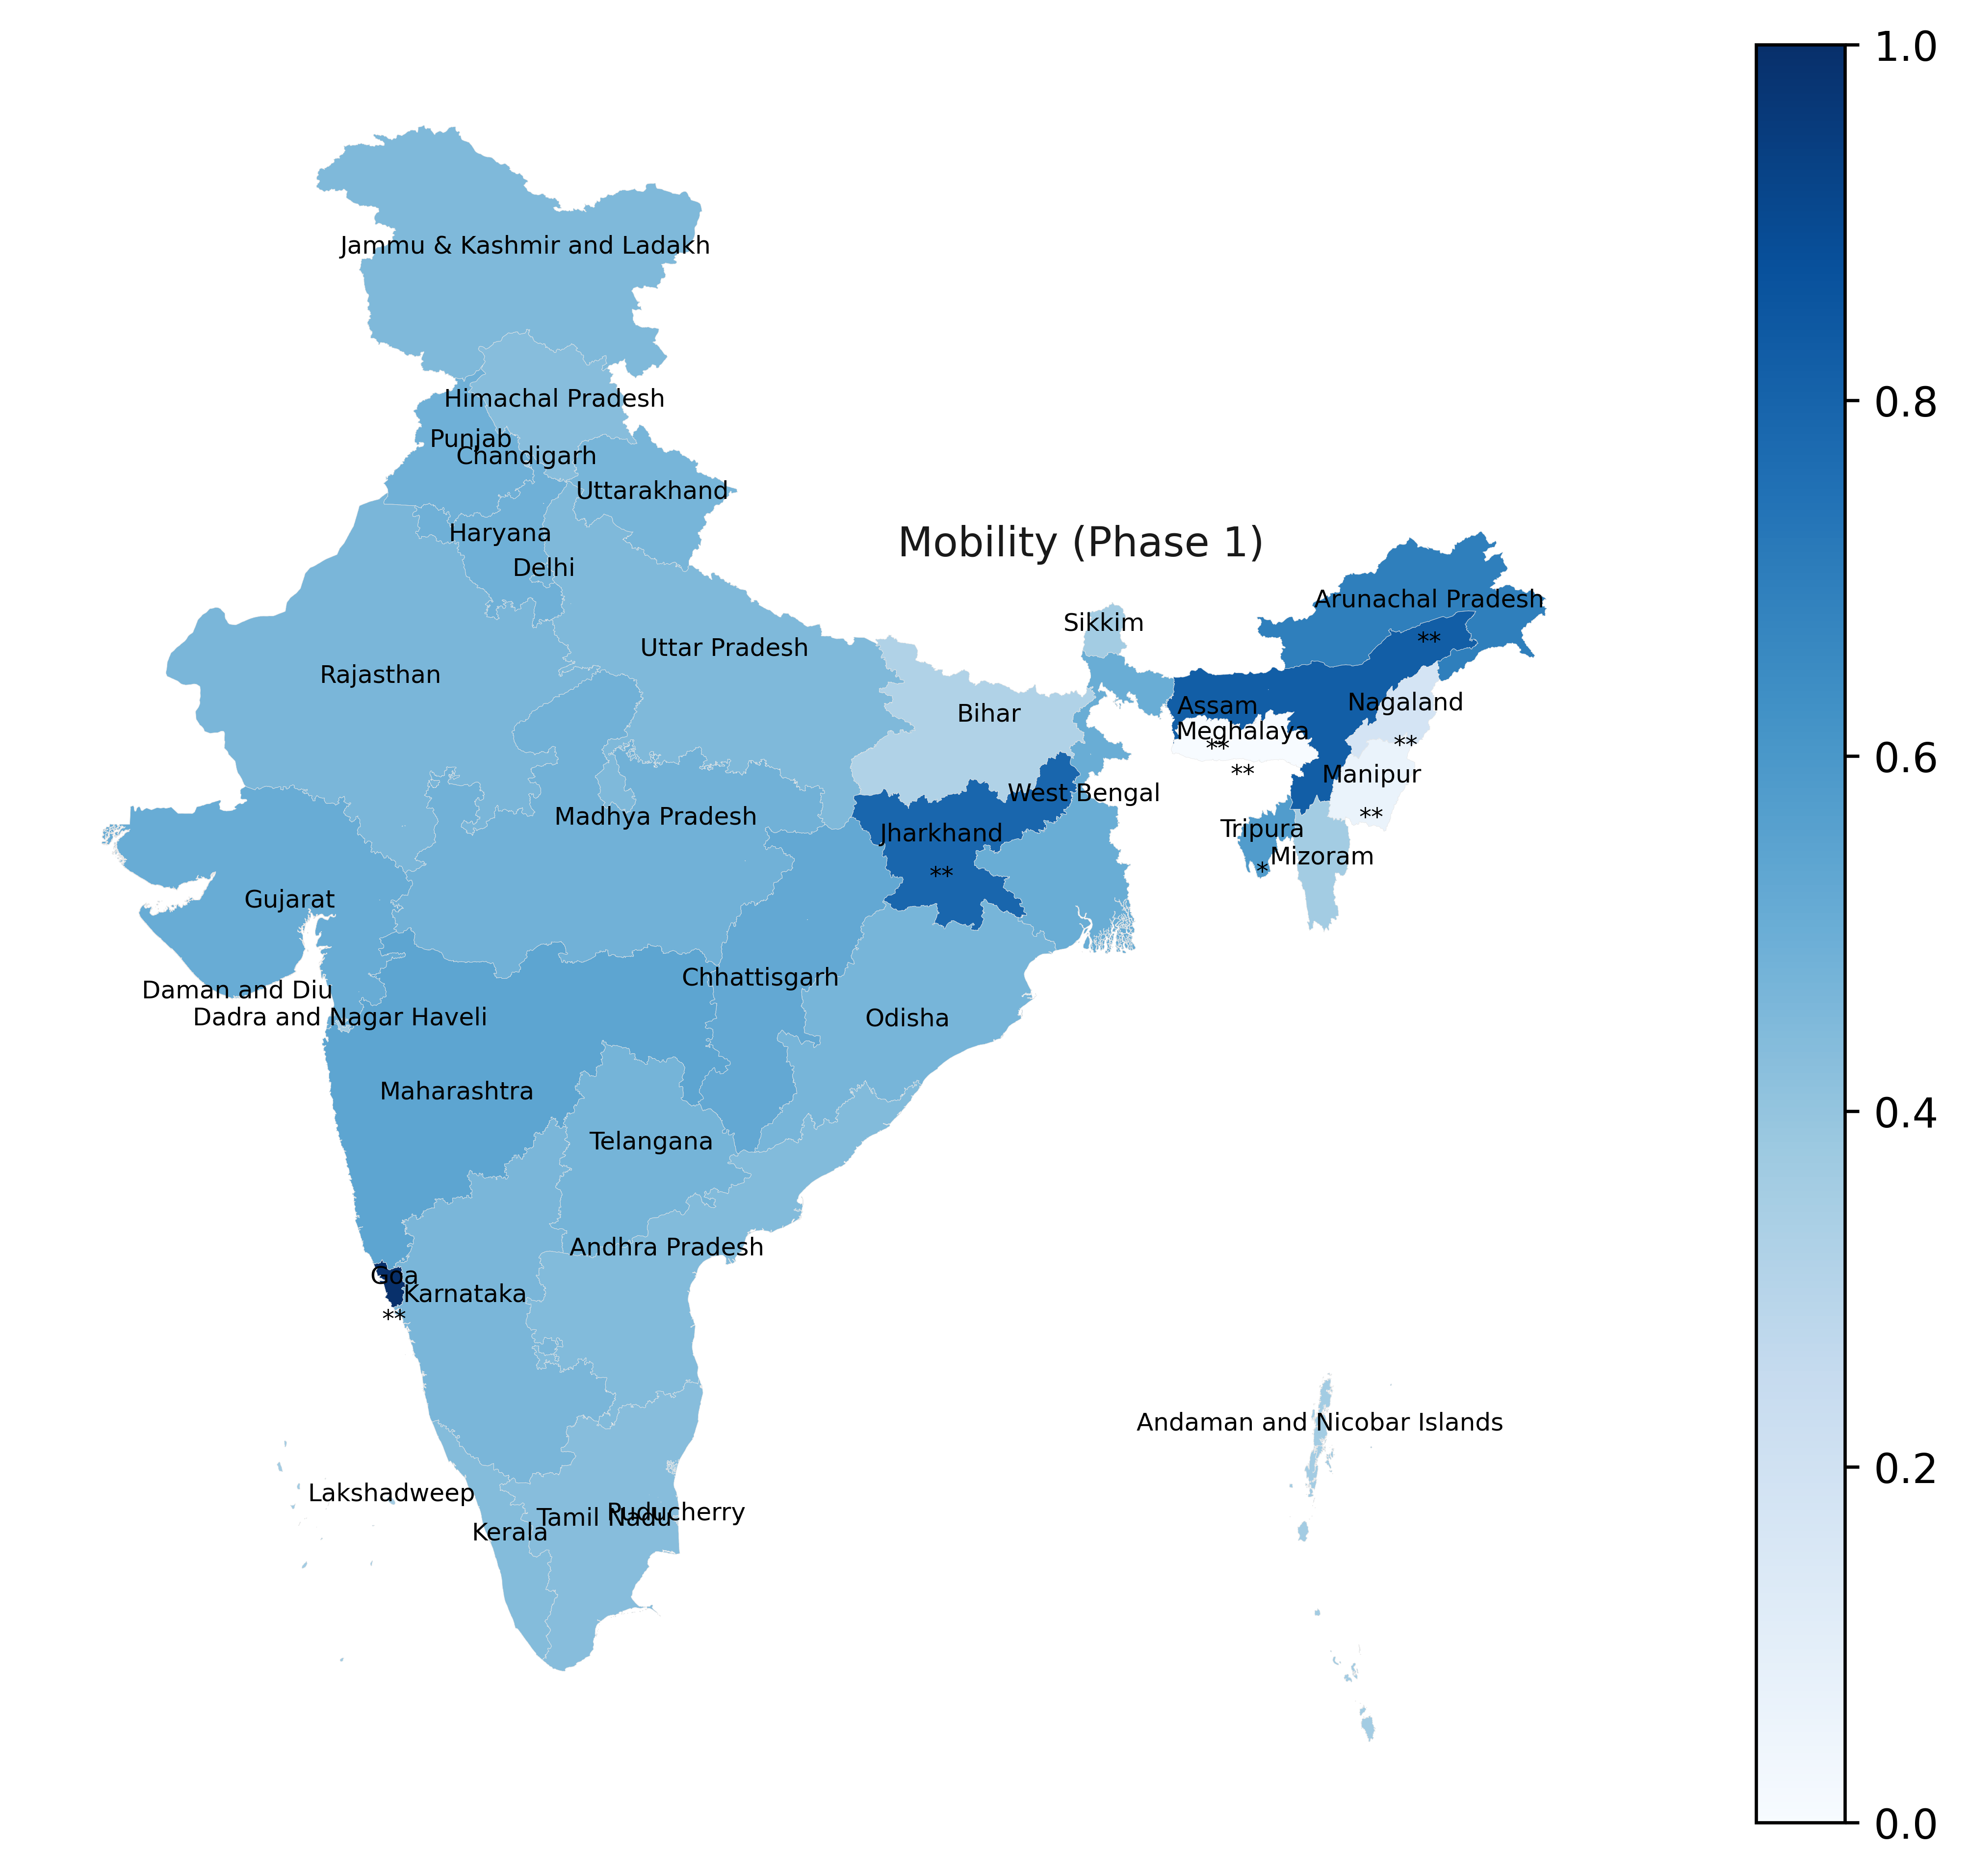 1.0
Jammu & Kashmir and Ladakh
Himachal Pradesh
0.8
Punjab
Chandigarh
Uttarakhand
Haryana
Mobility (Phase 1)
Delhi
Arunachal Pradesh
Sikkim
**
Uttar Pradesh
Rajasthan
Nagaland
Assam
Bihar
Meghalaya
**
**
0.6
**
Manipur
West Bengal
Madhya Pradesh
**
Tripura
Jharkhand
Mizoram
*
**
Gujarat
Chhattisgarh
Daman and Diu
Dadra and Nagar Haveli
Odisha
Maharashtra
0.4
Telangana
Andhra Pradesh
Goa
Karnataka
**
Andaman and Nicobar Islands
0.2
Lakshadweep
Puducherry
Tamil Nadu
Kerala
0.0